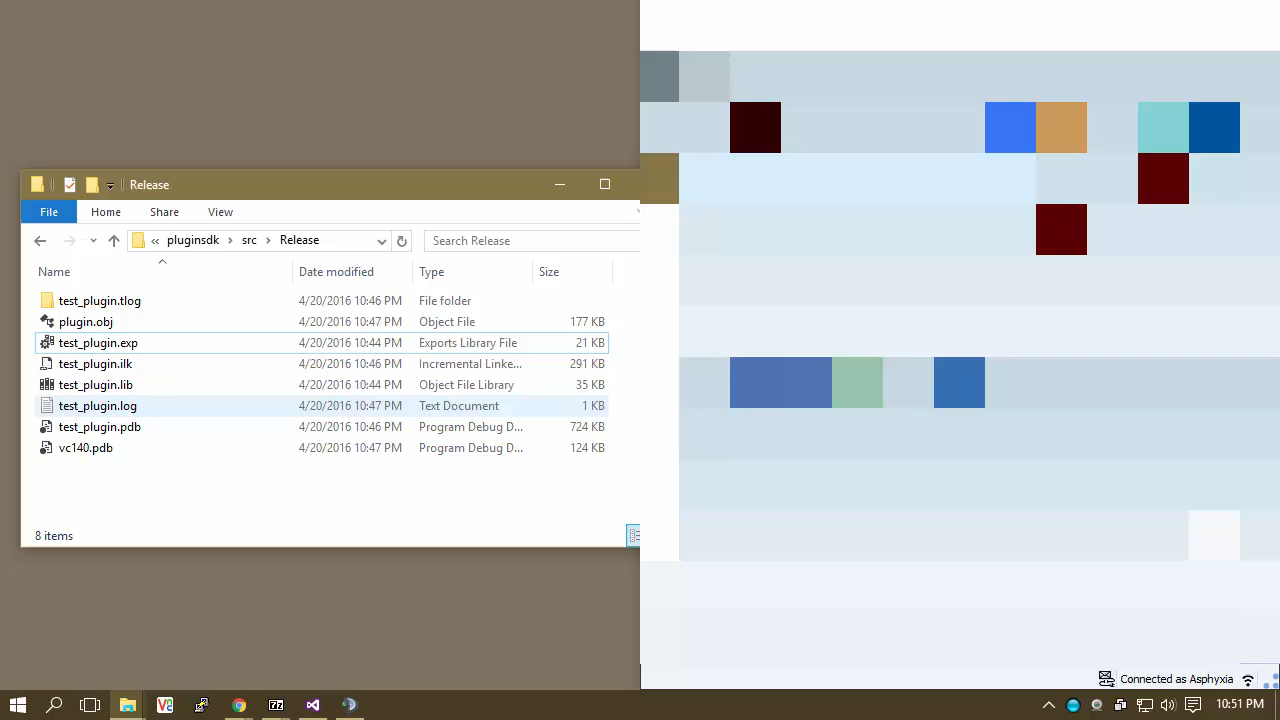 Release
File Home Share View
« pluginsdk > src > Release Search Release
Name Date modified Type Size
test_plugin.tlog 4/20/2016 10:46 PM File folder
plugin.obj 4/20/2016 10:47 PM Object File 177 KB
test_plugin.exp 4/20/2016 10:44 PM Exports Library File 21 KB
test_plugin.ilk 4/20/2016 10:46 PM Incremental Linke... 291 KB
test_plugin.lib 4/20/2016 10:44 PM Object File Library 35 KB
test_plugin.log 4/20/2016 10:47 PM Text Document 1 KB
test_plugin.pdb 4/20/2016 10:46 PM Program Debug D... 724 KB
vc140.pdb 4/20/2016 10:47 PM Program Debug D... 124 KB
8 items
Connected as Asphyxia
10:51 PM